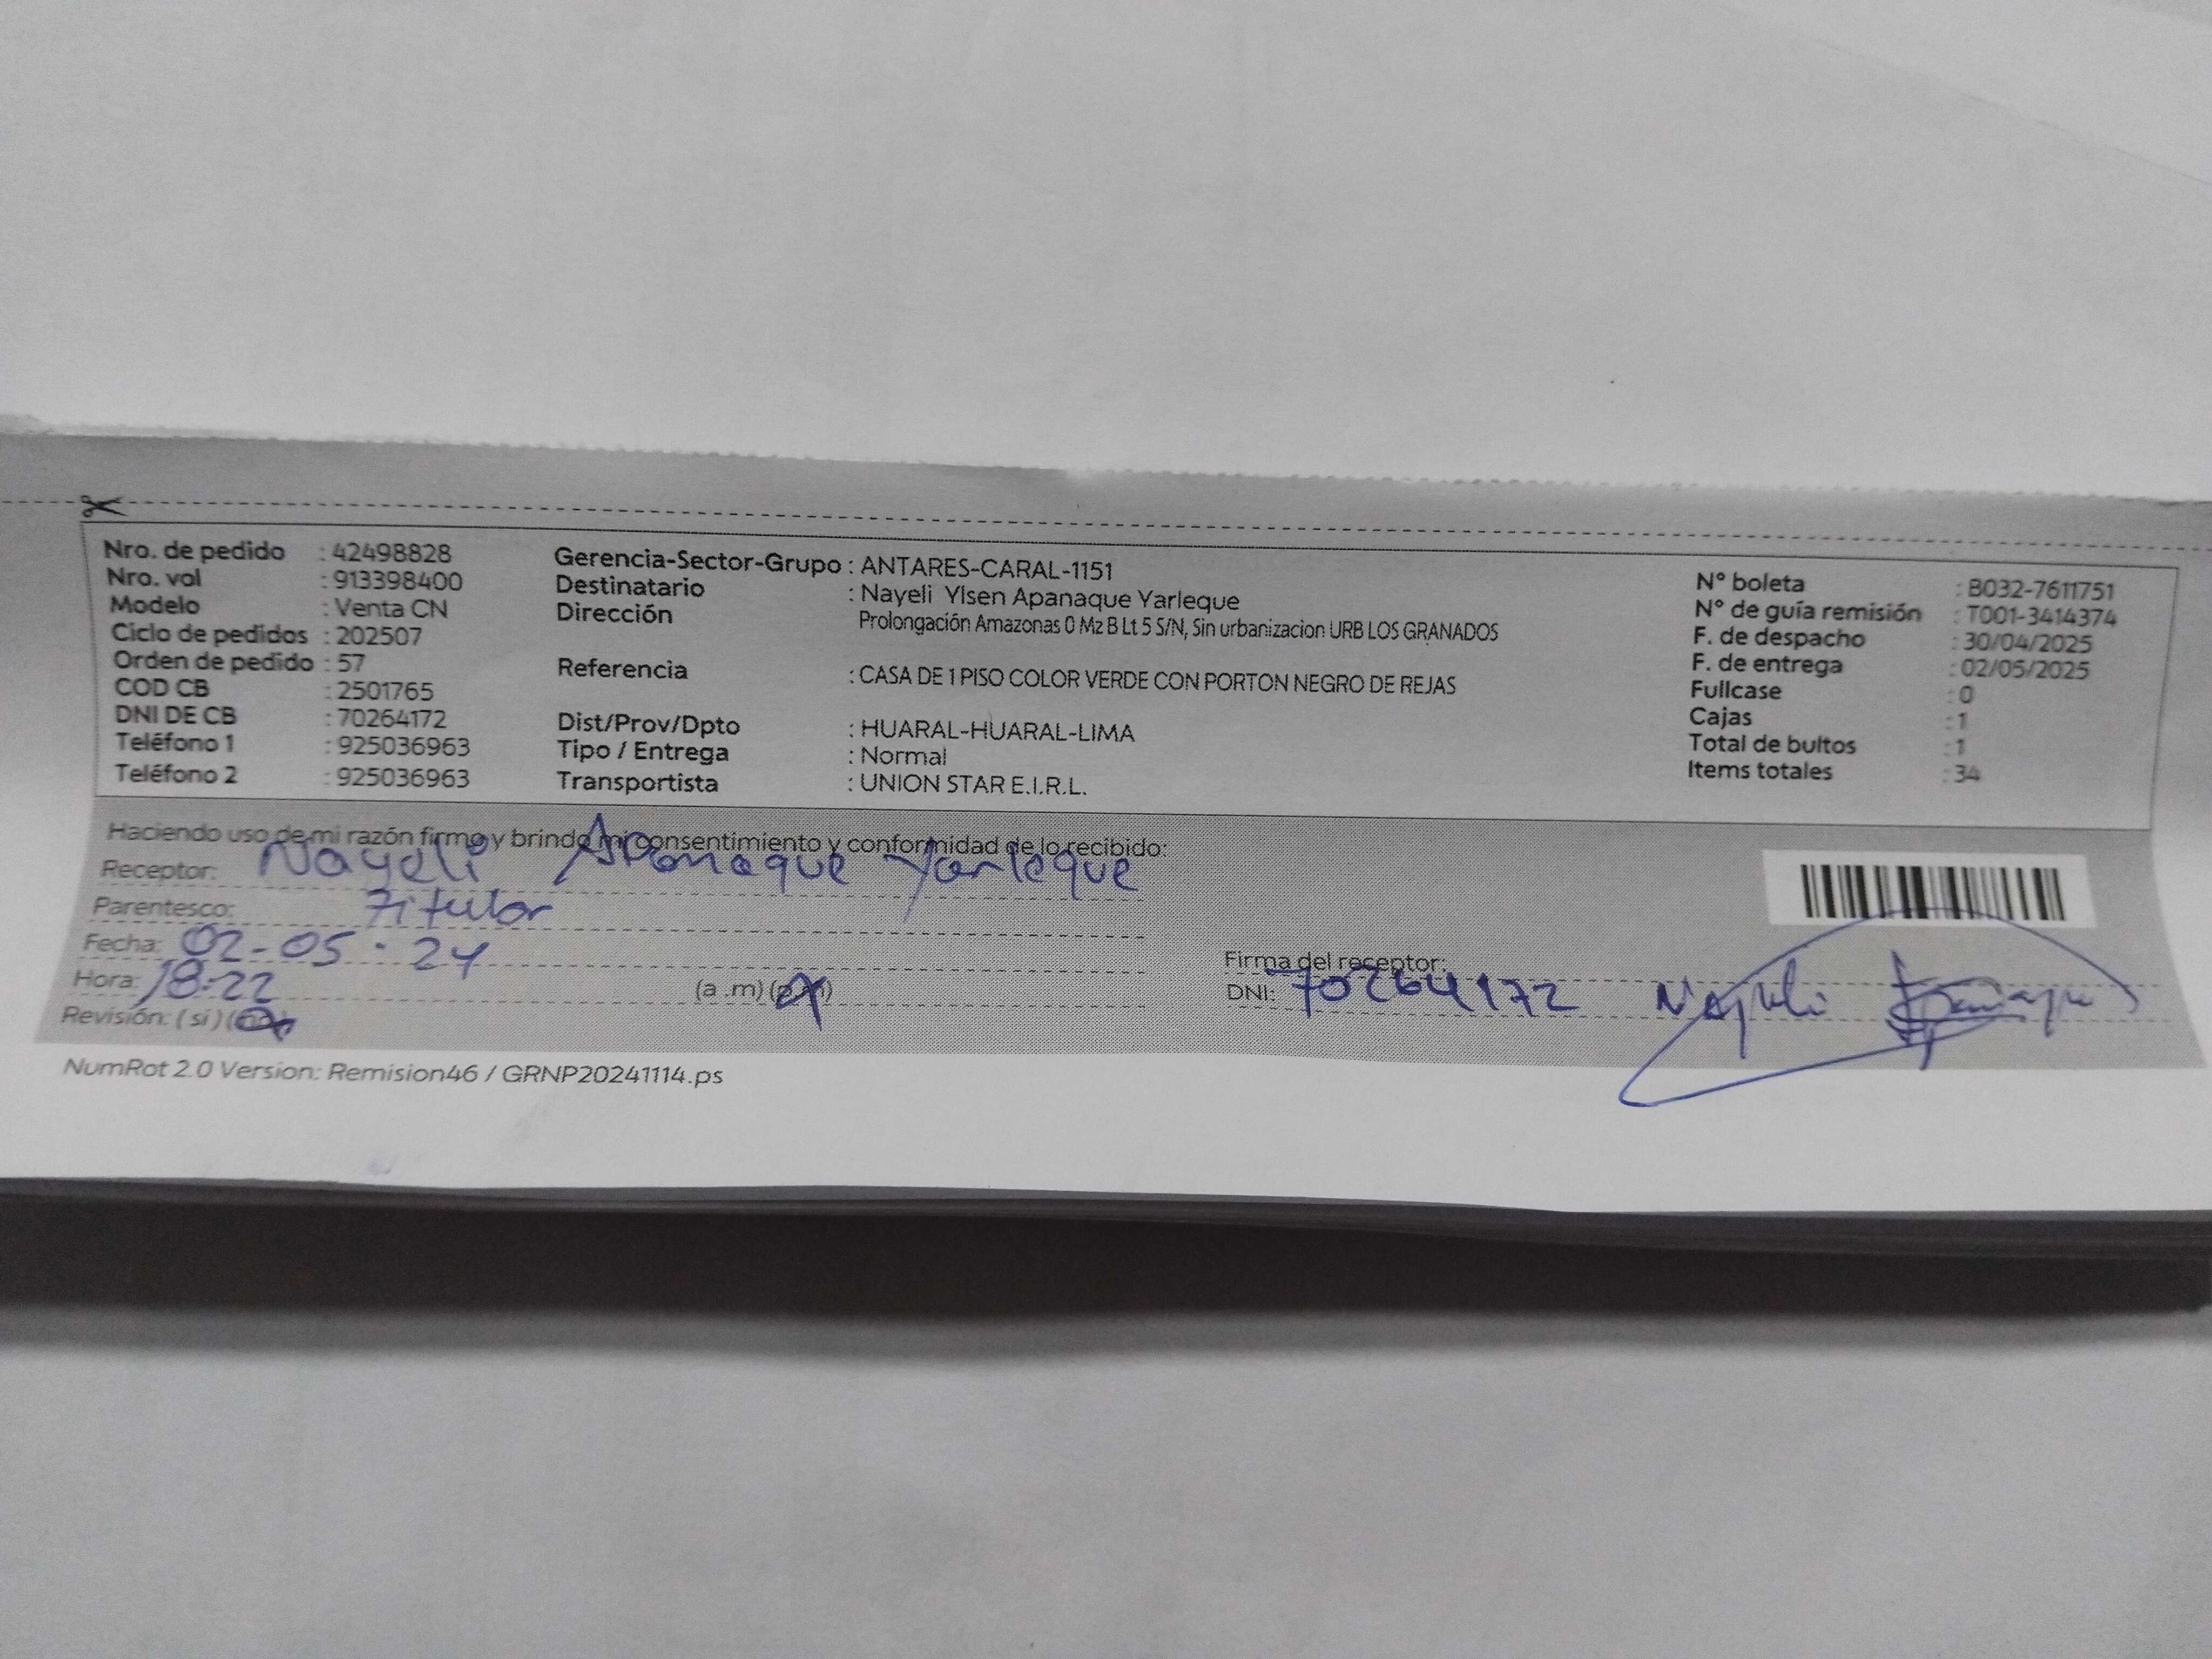 Nro. de pedido : 42498828
Nro. vol : 913398400
Modelo : Venta CN
Ciclo de pedidos : 202507
Orden de pedido : 57
COD CB : 2501765
DNI DE CB : 70264172
Teléfono 1 : 925036963
Teléfono 2 : 925036963
Gerencia-Sector-Grupo : ANTARES-CARAL-1151
Destinatario : Nayeli Ylsen Apanaque Yarleque
Dirección Prolongación Amazonas 0 Mz B Lt 5 S/N, Sin urbanizacion URB LOS GRANADOS
Referencia : CASA DE 1 PISO COLOR VERDE CON PORTON NEGRO DE REJAS
Dist/Prov/Dpto : HUARAL-HUARAL-LIMA
Tipo / Entrega : Normal
Transportista : UNION STAR E.I.R.L.
N° boleta : B032-7611751
N° de guía remisión : T001-3414374
F. de despacho : 30/04/2025
F. de entrega : 02/05/2025
Fullcase : 0
Cajas : 1
Total de bultos : 1
Items totales : 34
Haciendo uso de mi razón firmo y brindo mi consentimiento y conformidad de lo recibido:
Receptor: Nayeli Apanaque Yarleque
Parentesco: Titular
Fecha: 02-05-24
Hora: 18:22 (a .m)
Revisión: ( si )
Firma del receptor:
DNI: 70264172 Nayeli Apanaque
NumRot 2.0 Version: Remision46 / GRNP20241114.ps